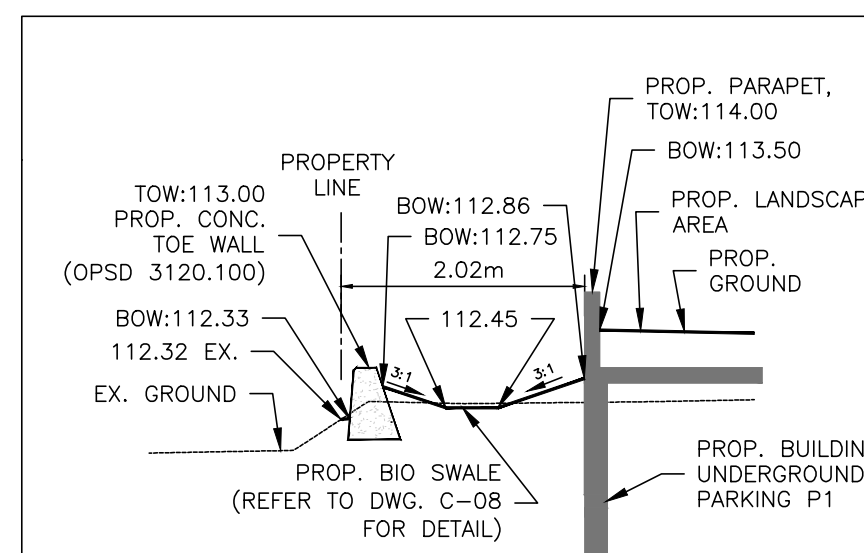 PROP. PARAPET,
TOW:114.00
BOW:113.50
PROPERTY
LINE
TOW:113.00
PROP. CONC.
TOE WALL
(OPSD 3120.100)
BOW:112.86
BOW:112.75
2.02m
PROP. LANDSCAP
AREA
PROP.
GROUND
BOW:112.33
112.32 EX.
EX. GROUND
112.45
3:1
3:1
PROP. BIO SWALE
(REFER TO DWG. C-08
FOR DETAIL)
PROP. BUILDIN
UNDERGROUND
PARKING P1